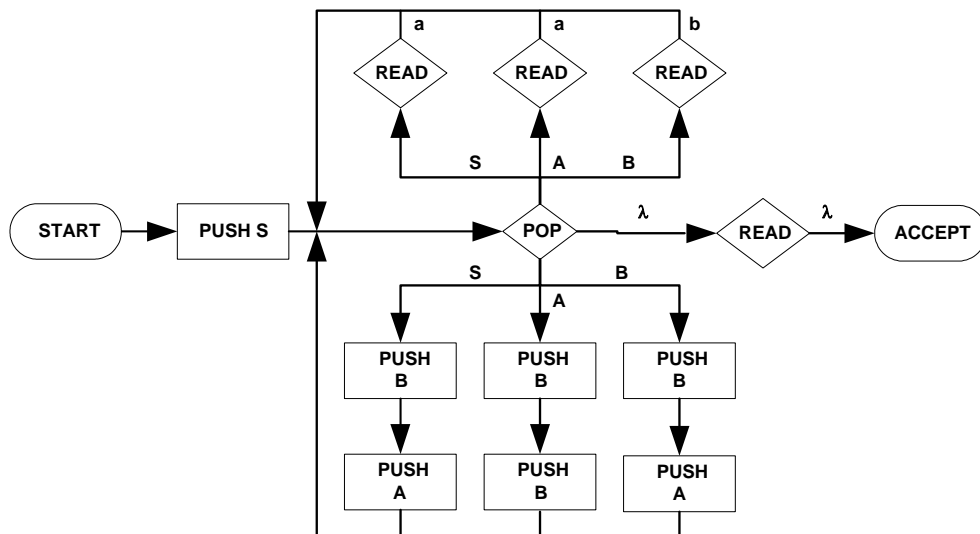 a a b
READ READ READ
S A B
START PUSH S POP λ READ λ ACCEPT
S A B
PUSH B PUSH B PUSH B
PUSH A PUSH B PUSH A